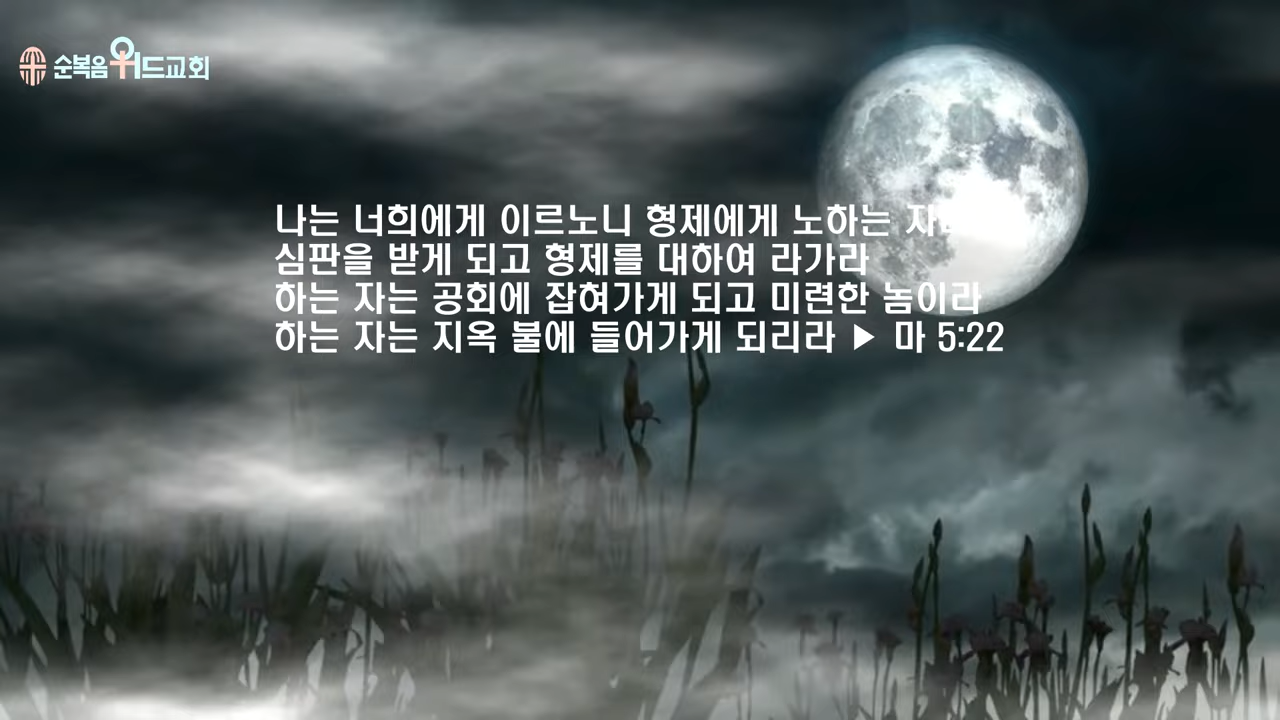 순복음워드교회
나는 너희에게 이르노니 형제에게 노하는 자마다
심판을 받게 되고 형제를 대하여 라가라
하는 자는 공회에 잡혀가게 되고 미련한 놈이라
하는 자는 지옥 불에 들어가게 되리라 ▶ 마 5:22